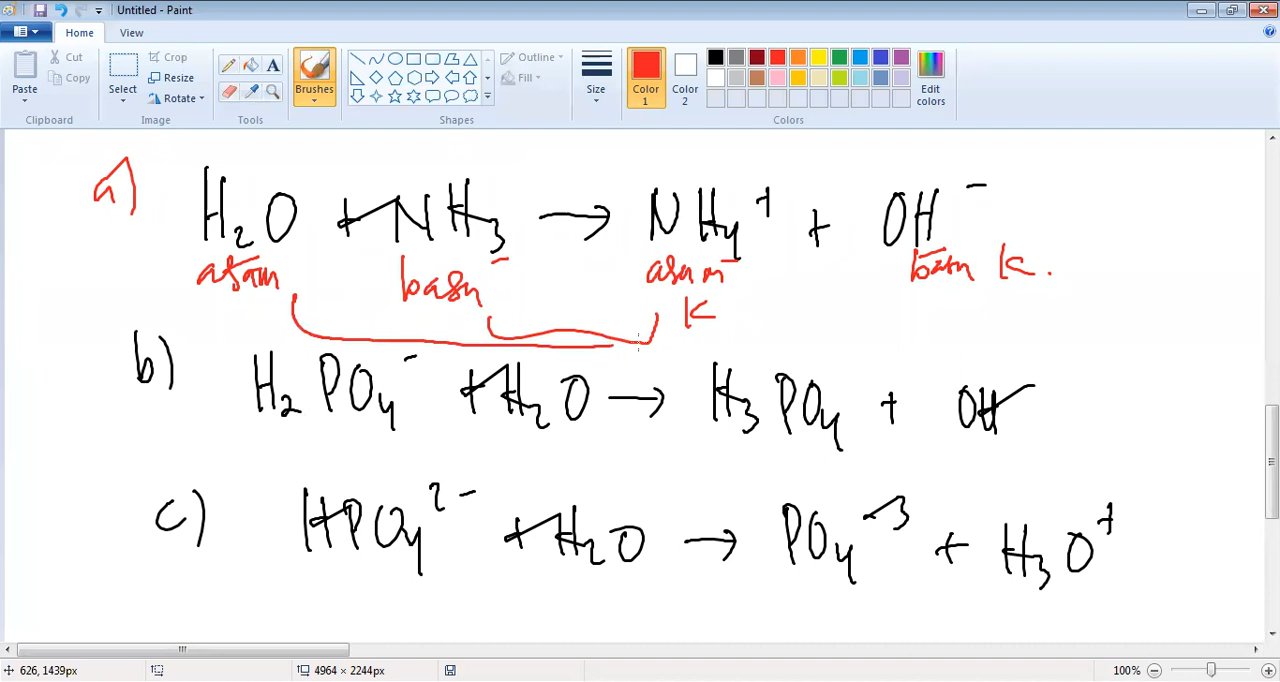 Untitled - Paint
Home View
Cut
Copy
Paste
Clipboard
Select
Crop
Resize
Rotate
Image
Tools
Brushes
Shapes
Outline
Fill
Size
Color 1
Color 2
Edit colors
Colors
a) H₂O + NH₃ → NH₄⁺ + OH⁻
asam basa asam K basa K.
b) H₂PO₄⁻ + H₂O → H₃PO₄ + OH⁻
c) HPO₄²⁻ + H₂O → PO₄⁻³ + H₃O⁺
626, 1439px
4964 × 2244px
100%